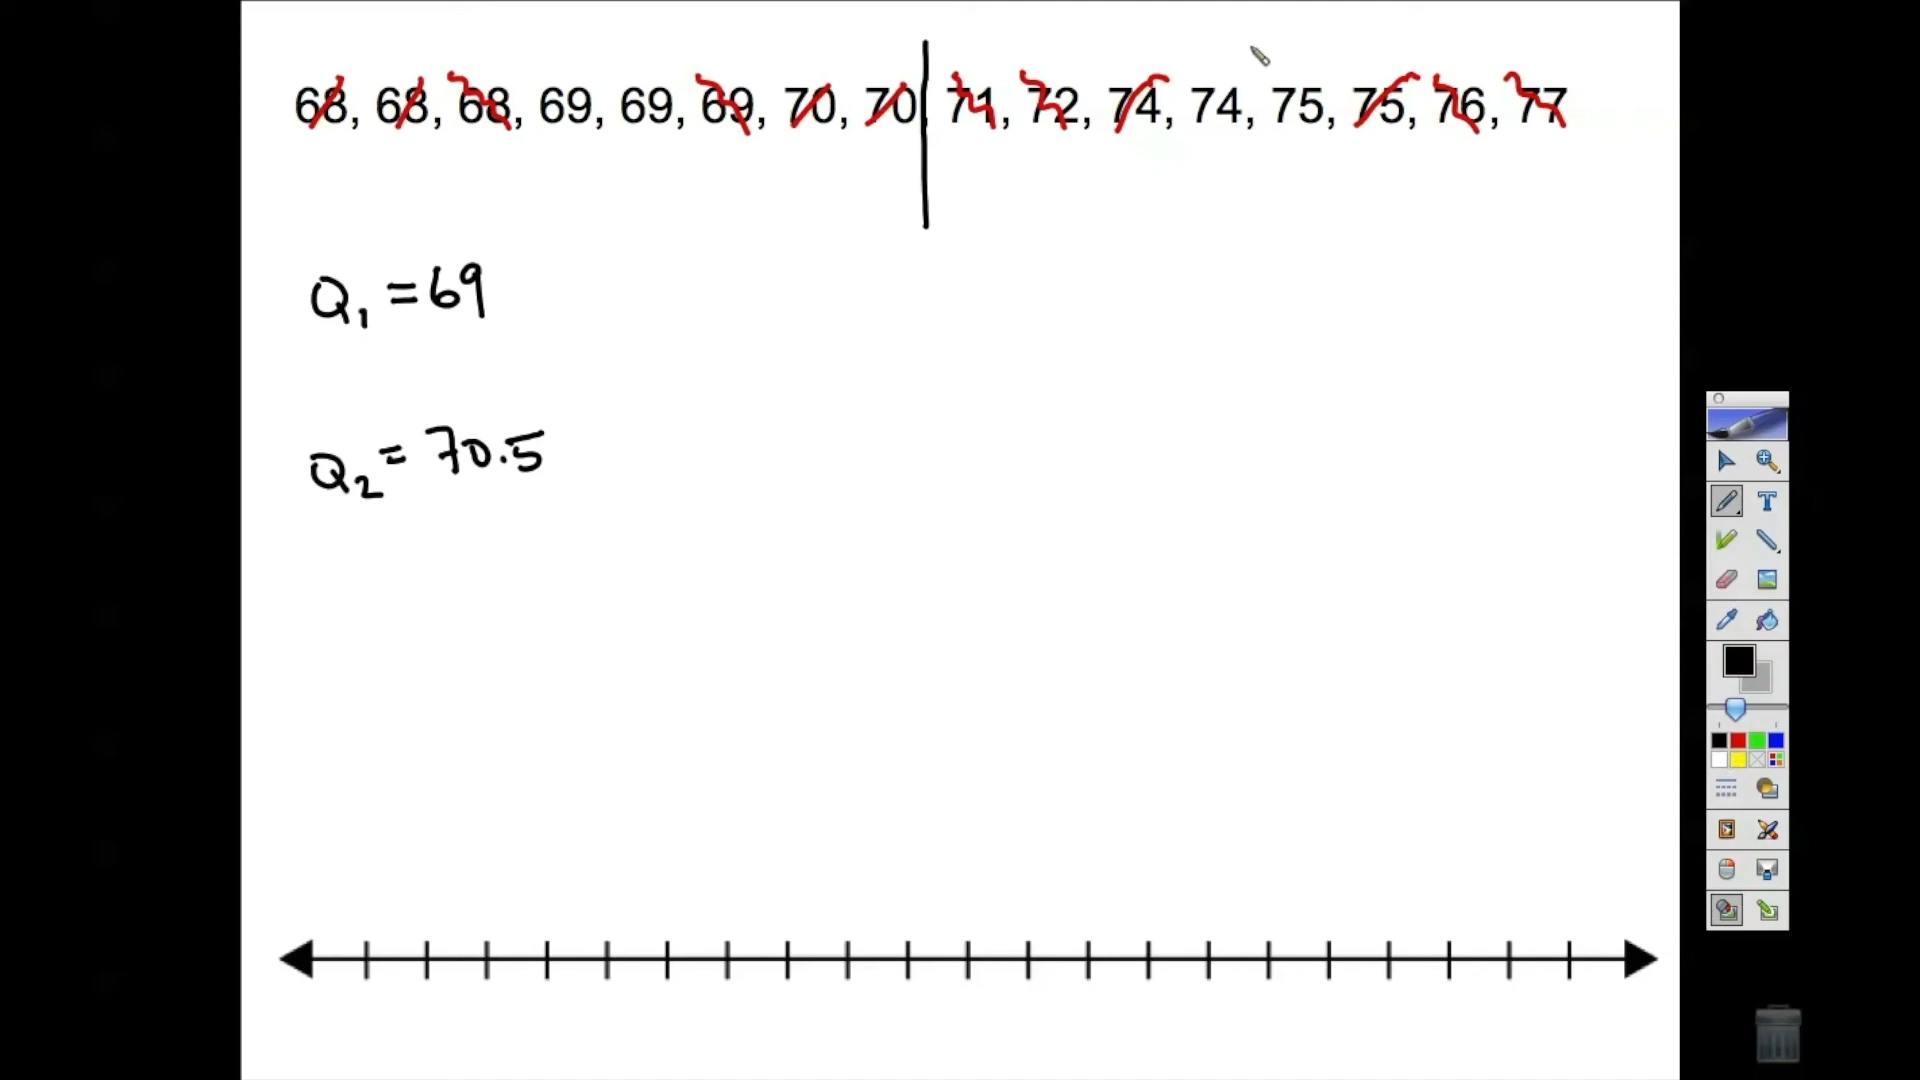 68, 68, 68, 69, 69, 69, 70, 70, 71, 72, 74, 74, 75, 75, 76, 77
Q₁ = 69
Q₂ = 70.5
T